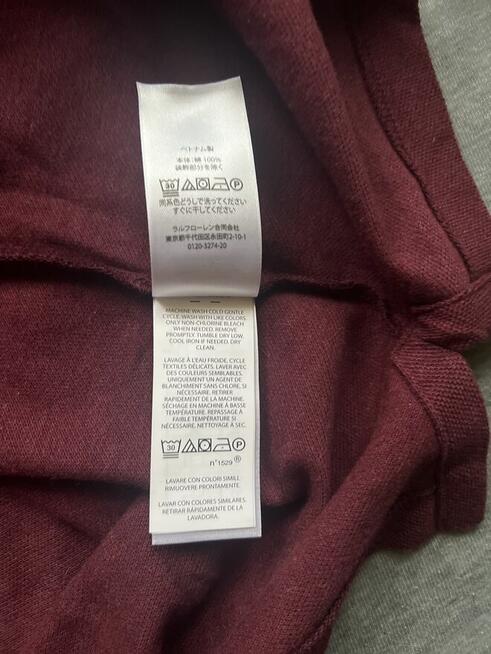 ベトナム製
本体:綿 100%
装飾部分を除く
30 P
同系色どうしで洗ってください
すぐに干してください
ラルフローレン合同会社
東京都千代田区永田町2-10-1
0120-3274-20
MACHINE WASH COLD GENTLE
CYCLE. WASH WITH LIKE COLORS.
ONLY NON-CHLORINE BLEACH
WHEN NEEDED. REMOVE
PROMPTLY. TUMBLE DRY LOW.
COOL IRON IF NEEDED. DRY
CLEAN.
LAVAGE À L'EAU FROIDE, CYCLE
TEXTILES DÉLICATS. LAVER AVEC
DES COULEURS SEMBLABLES.
UNIQUEMENT UN AGENT DE
BLANCHIMENT SANS CHLORE, SI
NÉCESSAIRE. RETIRER
RAPIDEMENT DE LA MACHINE.
SÉCHAGE EN MACHINE À BASSE
TEMPÉRATURE. REPASSAGE À
FAIBLE TEMPÉRATURE SI
NÉCESSAIRE. NETTOYAGE À SEC.
30 P
n°1529 ®
LAVARE CON COLORI SIMILI.
RIMUOVERE PRONTAMENTE.
LAVAR CON COLORES SIMILARES.
RETIRAR RÁPIDAMENTE DE LA
LAVADORA.